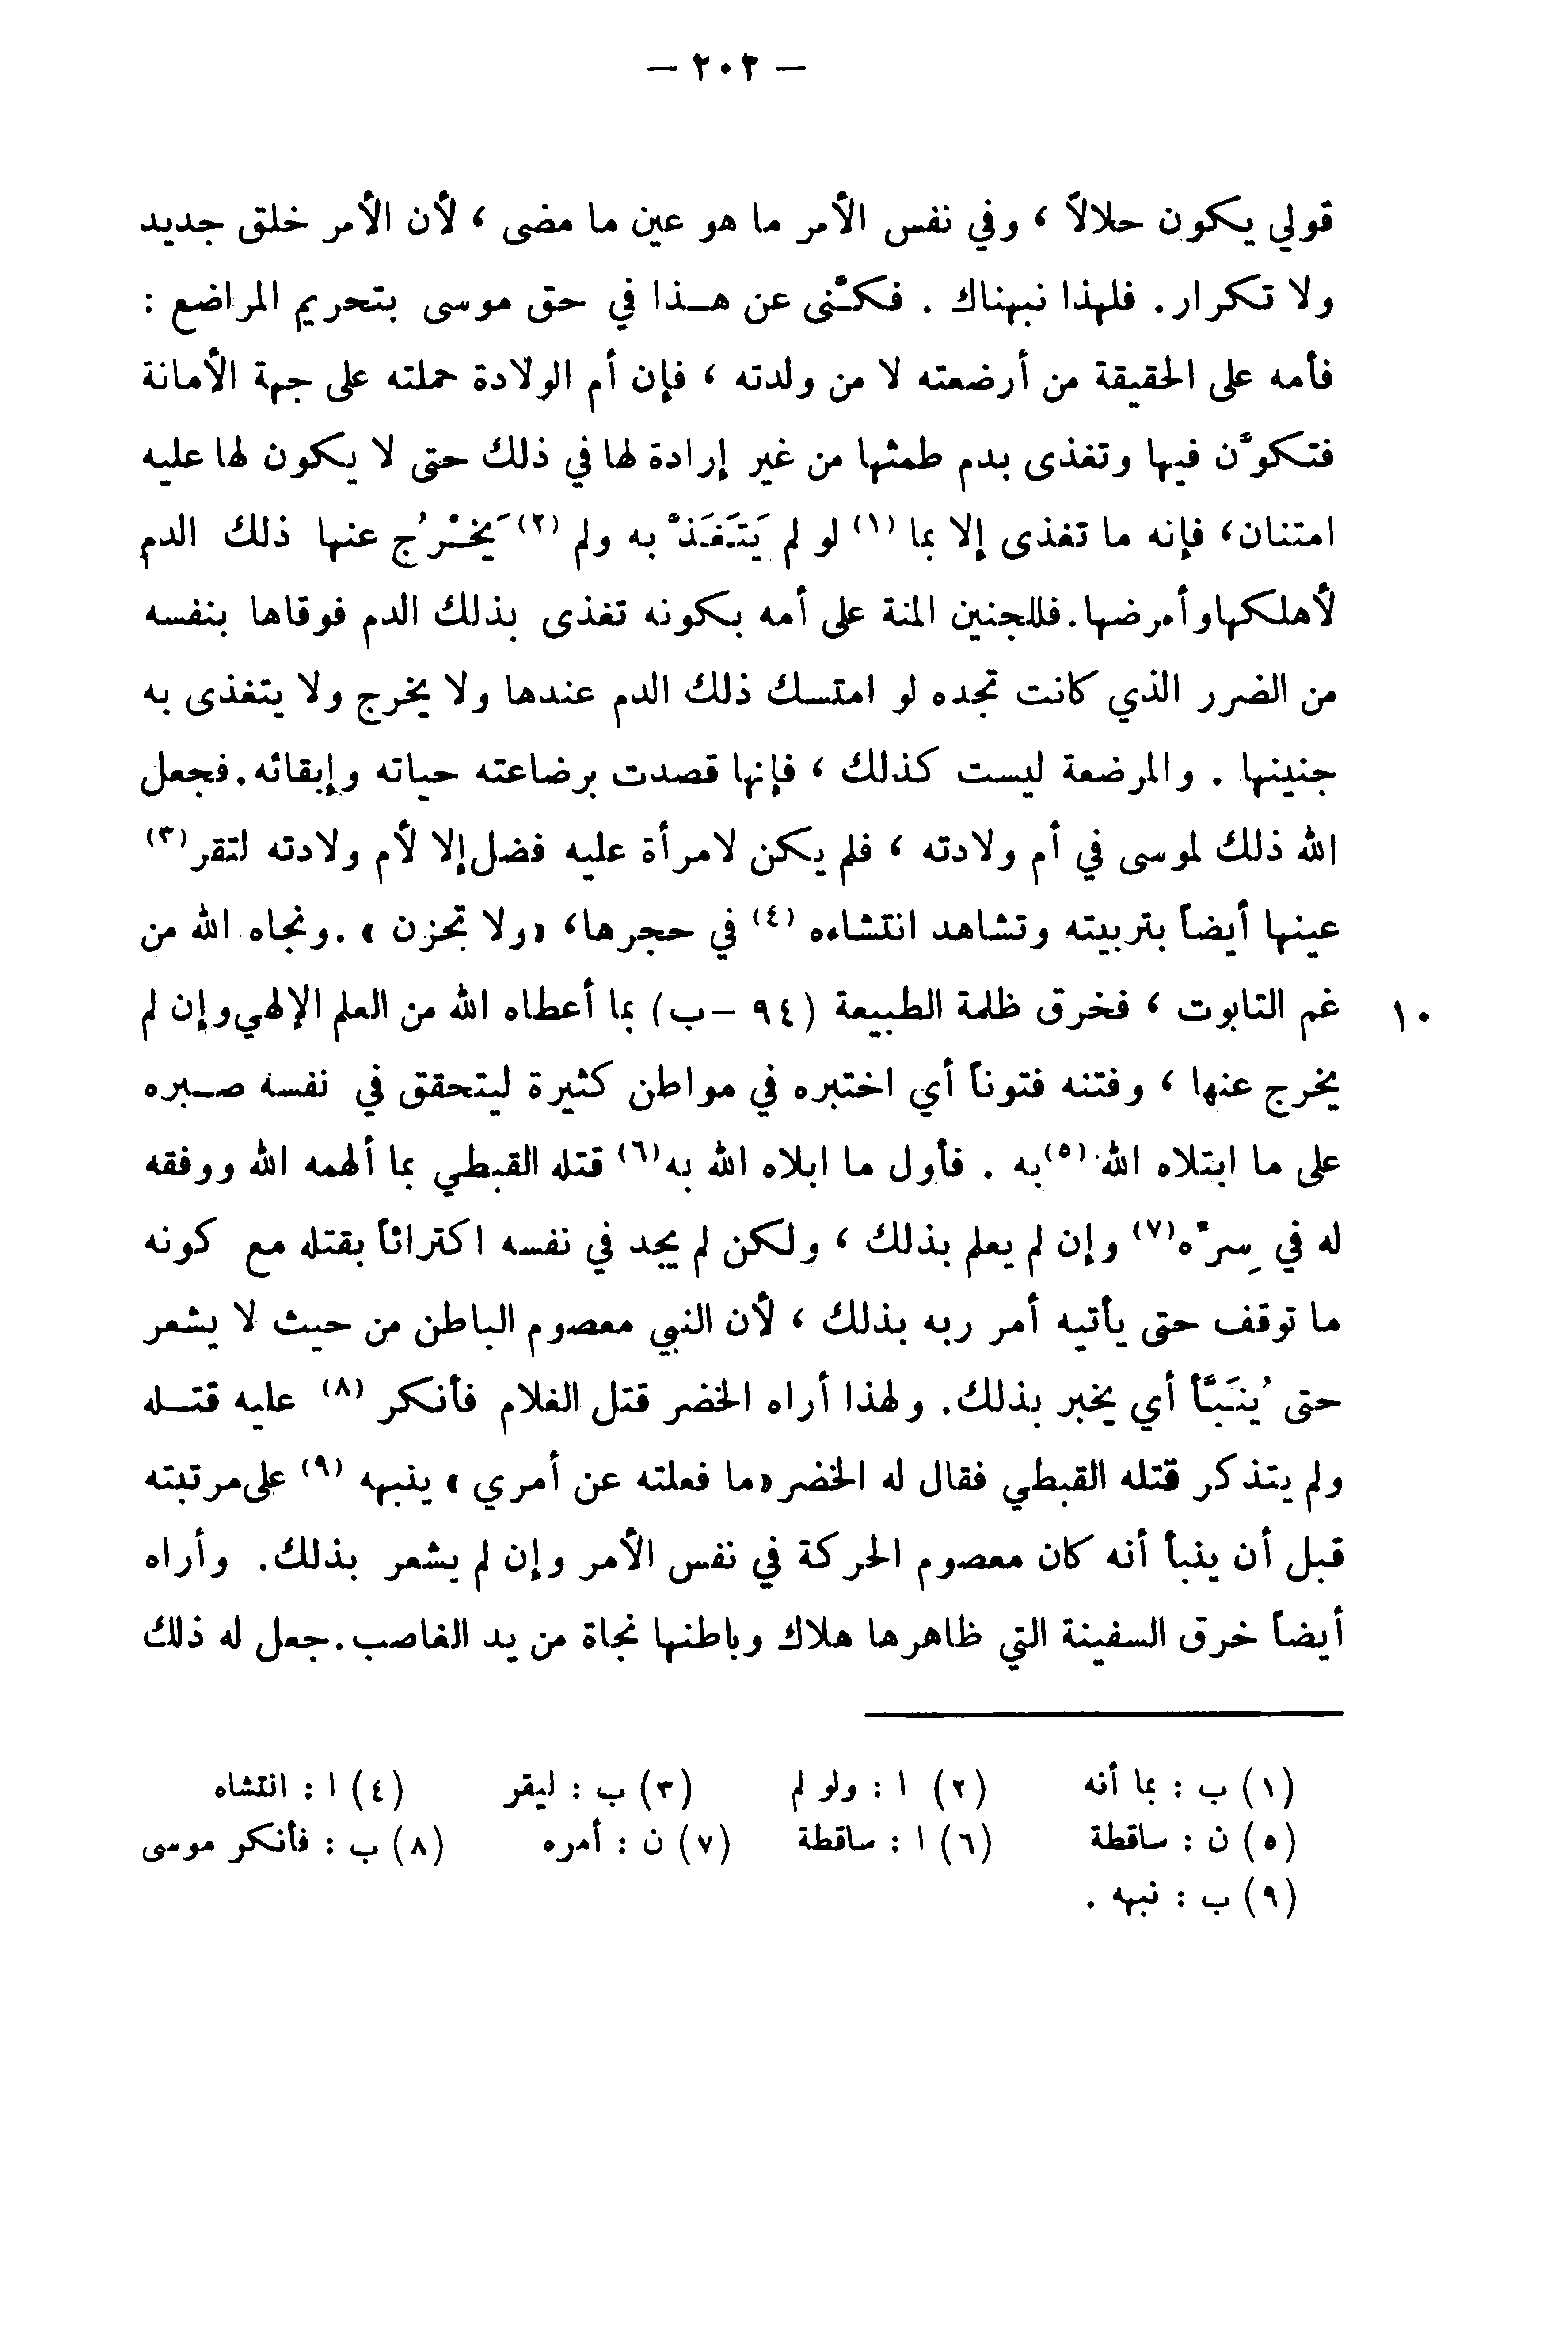 — ٢٠٢ —
قولي يكون حلالاً ، وفي نفس الأمر ما هو عين ما مضى ، لأن الأمر خلق جديد
ولا تكرار . فلهذا نبهناك . فكنَّى عن هـذا في حق موسى بتحريم المراضع :
فأمه على الحقيقة من أرضعته لا من ولدته ، فإن أم الولادة حملته على جهة الأمانة
فتكوَّن فيها وتغذى بدم طمثها من غير إرادة لها في ذلك حتى لا يكون لها عليه
امتنان، فإنه ما تغذى إلا بما (١) لو لم يَتَغَذَّ به ولم (٢) يَخْرُج عنها ذلك الدم
لأهلكها وأمرضها. فللجنين المنة على أمه بكونه تغذى بذلك الدم فوقاها بنفسه
من الضرر الذي كانت تجده لو امتسك ذلك الدم عندها ولا يخرج ولا يتغذى به
جنينها . والمرضعة ليست كذلك ، فإنها قصدت برضاعته حياته وإبقائه. فجعل
الله ذلك لموسى في أم ولادته ، فلم يكن لامرأة عليه فضل إلا لأم ولادته لتقر (٣)
عينها أيضاً بتربيته وتشاهد انتشاءه (٤) في حجرها، «ولا تحزن » . ونجاه الله من
١٠ غم التابوت ، فخرق ظلمة الطبيعة (٩٤ – ب) بما أعطاه الله من العلم الإلهي وإن لم
يخرج عنها ، وفتنه فتوناً أي اختبره في مواطن كثيرة ليتحقق في نفسه صـبره
على ما ابتلاه الله (٥) به . فأول ما ابلاه الله به (٦) قتله القبطي بما ألهمه الله ووفقه
له في سِرِّه (٧) وإن لم يعلم بذلك ، ولكن لم يجد في نفسه اكتراثاً بقتله مع كونه
ما توقف حتى يأتيه أمر ربه بذلك ، لأن النبي معصوم الباطن من حيث لا يشعر
حتى يُنَبَّأ أي يخبر بذلك. ولهذا أراه الخضر قتل الغلام فأنكر (٨) عليه قتـله
ولم يتذكر قتله القبطي فقال له الخضر «ما فعلته عن أمري » ينبهه (٩) على مرتبته
قبل أن ينبأ أنه كان معصوم الحركة في نفس الأمر وإن لم يشعر بذلك. وأراه
أيضاً خرق السفينة التي ظاهرها هلاك وباطنها نجاة من يد الغاصب. جعل له ذلك
(١) ب : بما أنه (٢) ا : ولو لم (٣) ب : ليقر (٤) ا : انتشاه
(٥) ن : ساقطة (٦) ا : ساقطة (٧) ن : أمره (٨) ب : فأنكر موسى
(٩) ب : نبهه .